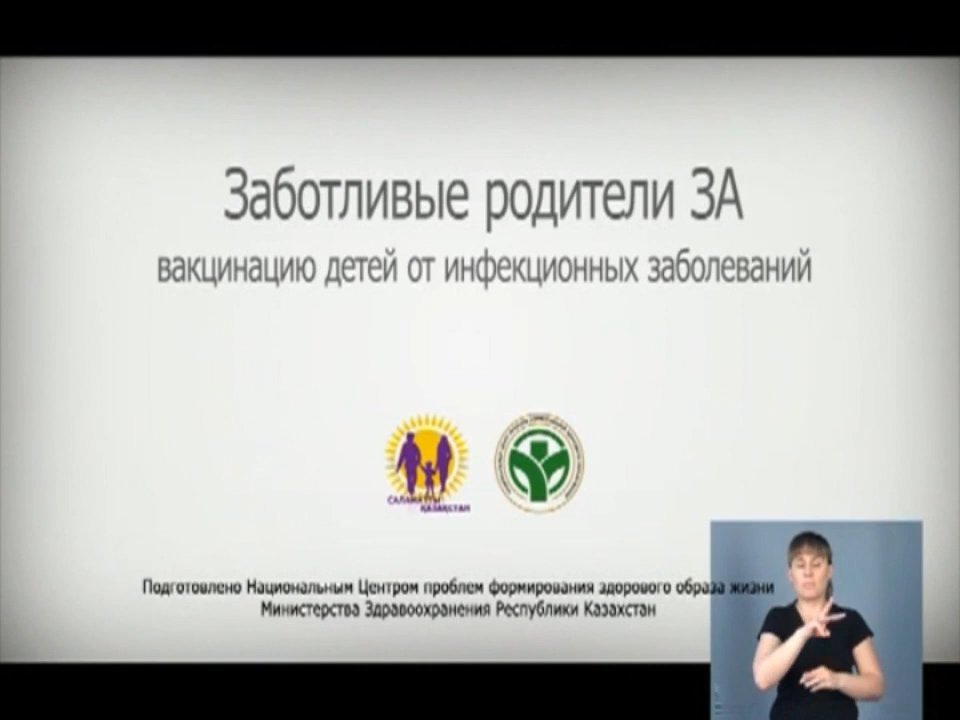 Заботливые родители ЗА
вакцинацию детей от инфекционных заболеваний
САЛАМАТТЫ
ҚАЗАҚСТАН
Подготовлено Национальным Центром проблем формирования здорового образа жизни
Министерства Здравоохранения Республики Казахстан